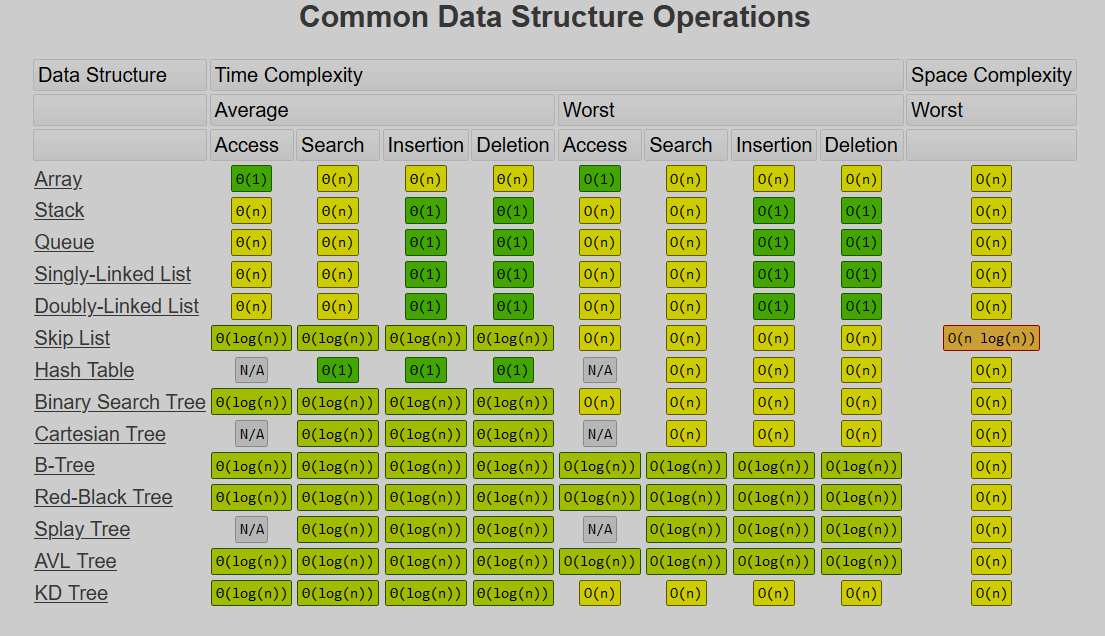 Common Data Structure Operations
Data Structure Time Complexity Space Complexity
Average Worst Worst
Access Search Insertion Deletion Access Search Insertion Deletion
Array Θ(1) Θ(n) Θ(n) Θ(n) O(1) O(n) O(n) O(n) O(n)
Stack Θ(n) Θ(n) Θ(1) Θ(1) O(n) O(n) O(1) O(1) O(n)
Queue Θ(n) Θ(n) Θ(1) Θ(1) O(n) O(n) O(1) O(1) O(n)
Singly-Linked List Θ(n) Θ(n) Θ(1) Θ(1) O(n) O(n) O(1) O(1) O(n)
Doubly-Linked List Θ(n) Θ(n) Θ(1) Θ(1) O(n) O(n) O(1) O(1) O(n)
Skip List Θ(log(n)) Θ(log(n)) Θ(log(n)) Θ(log(n)) O(n) O(n) O(n) O(n) O(n log(n))
Hash Table N/A Θ(1) Θ(1) Θ(1) N/A O(n) O(n) O(n) O(n)
Binary Search Tree Θ(log(n)) Θ(log(n)) Θ(log(n)) Θ(log(n)) O(n) O(n) O(n) O(n) O(n)
Cartesian Tree N/A Θ(log(n)) Θ(log(n)) Θ(log(n)) N/A O(n) O(n) O(n) O(n)
B-Tree Θ(log(n)) Θ(log(n)) Θ(log(n)) Θ(log(n)) O(log(n)) O(log(n)) O(log(n)) O(log(n)) O(n)
Red-Black Tree Θ(log(n)) Θ(log(n)) Θ(log(n)) Θ(log(n)) O(log(n)) O(log(n)) O(log(n)) O(log(n)) O(n)
Splay Tree N/A Θ(log(n)) Θ(log(n)) Θ(log(n)) N/A O(log(n)) O(log(n)) O(log(n)) O(n)
AVL Tree Θ(log(n)) Θ(log(n)) Θ(log(n)) Θ(log(n)) O(log(n)) O(log(n)) O(log(n)) O(log(n)) O(n)
KD Tree Θ(log(n)) Θ(log(n)) Θ(log(n)) Θ(log(n)) O(n) O(n) O(n) O(n) O(n)